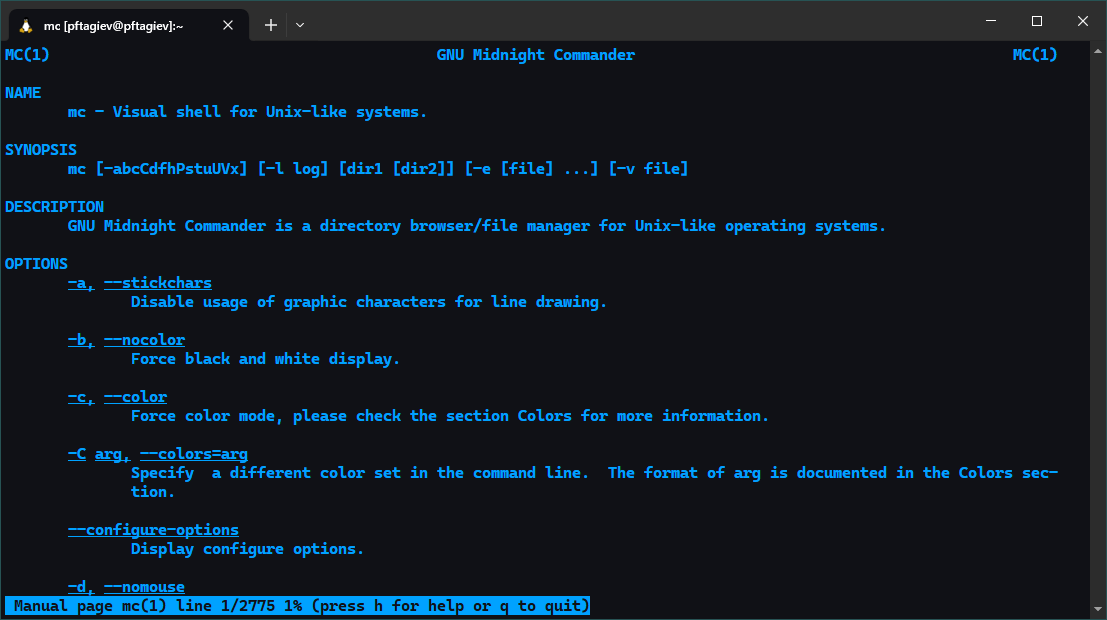 mc [pftagiev@pftagiev]:~
MC(1) GNU Midnight Commander MC(1)
NAME
mc - Visual shell for Unix-like systems.
SYNOPSIS
mc [-abcCdfhPstuUVx] [-l log] [dir1 [dir2]] [-e [file] ...] [-v file]
DESCRIPTION
GNU Midnight Commander is a directory browser/file manager for Unix-like operating systems.
OPTIONS
-a, --stickchars
Disable usage of graphic characters for line drawing.
-b, --nocolor
Force black and white display.
-c, --color
Force color mode, please check the section Colors for more information.
-C arg, --colors=arg
Specify  a different color set in the command line.  The format of arg is documented in the Colors sec-
tion.
--configure-options
Display configure options.
-d, --nomouse
Manual page mc(1) line 1/2775 1% (press h for help or q to quit)